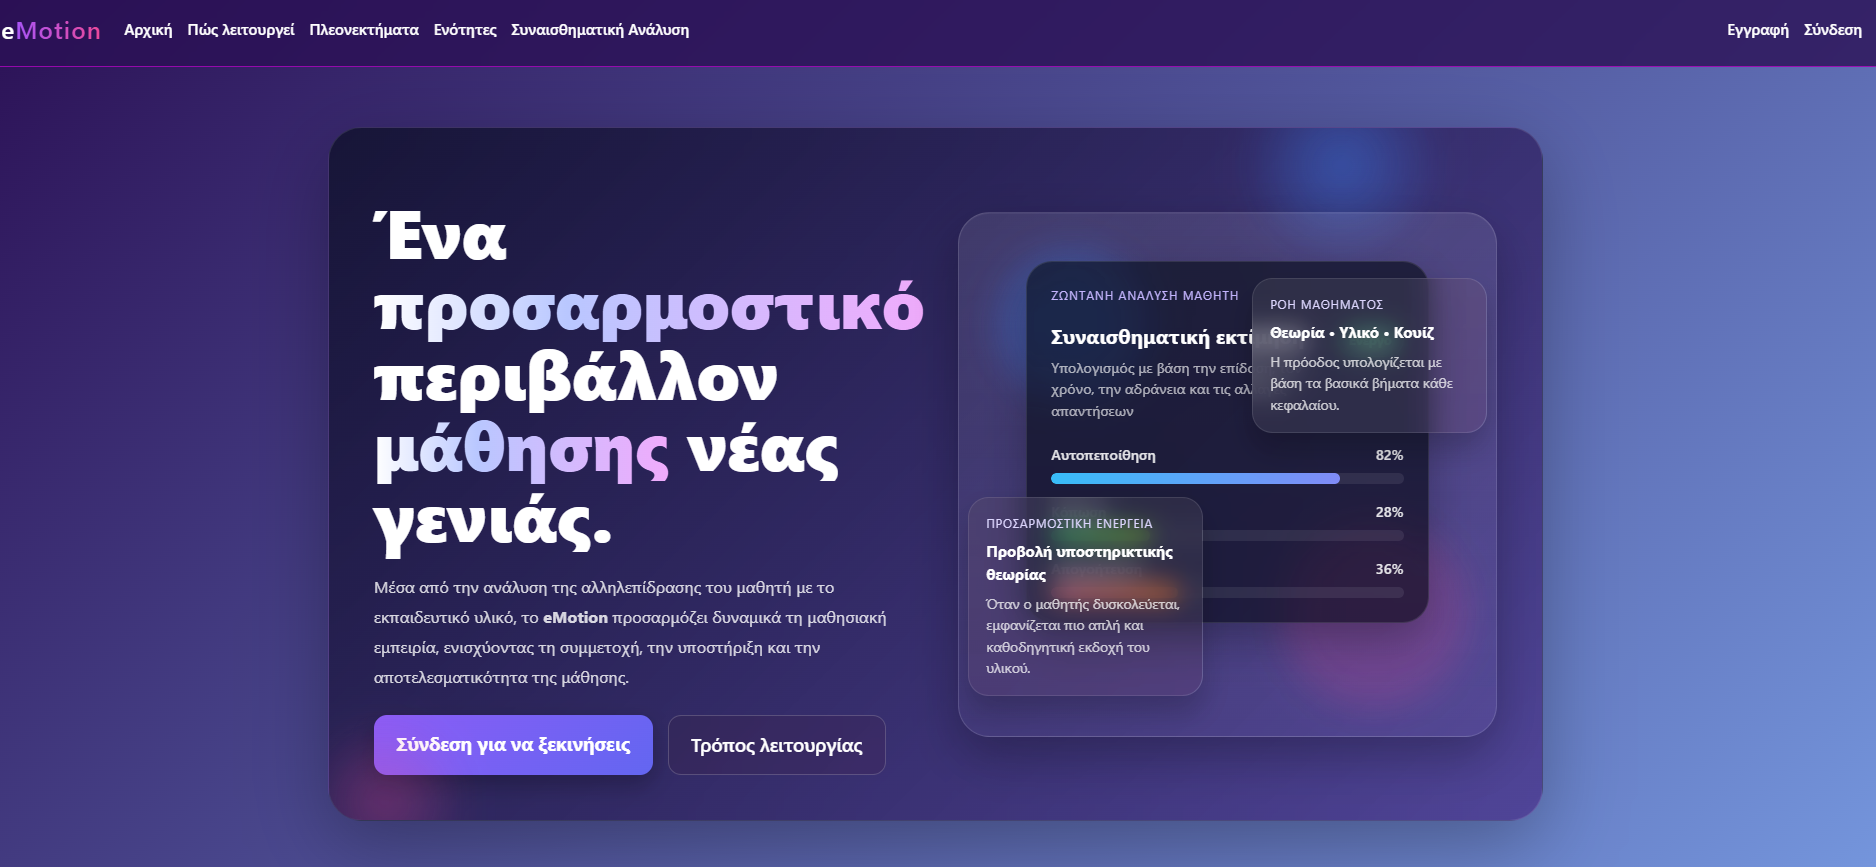 eMotion Αρχική Πώς λειτουργεί Πλεονεκτήματα Ενότητες Συναισθηματική Ανάλυση Εγγραφή Σύνδεση
Ένα
προσαρμοστικό
περιβάλλον
μάθησης νέας
γενιάς.
Μέσα από την ανάλυση της αλληλεπίδρασης του μαθητή με το
εκπαιδευτικό υλικό, το eMotion προσαρμόζει δυναμικά τη μαθησιακή
εμπειρία, ενισχύοντας τη συμμετοχή, την υποστήριξη και την
αποτελεσματικότητα της μάθησης.
Σύνδεση για να ξεκινήσεις
Τρόπος λειτουργίας
ΖΩΝΤΑΝΗ ΑΝΑΛΥΣΗ ΜΑΘΗΤΗ
Συναισθηματική
Υπολογισμός με βάση την
χρόνο, την αδράνεια και τις
απαντήσεων
Αυτοπεποίθηση 82%
28%
36%
ΡΟΗ ΜΑΘΗΜΑΤΟΣ
Θεωρία • Υλικό • Κουίζ
Η πρόοδος υπολογίζεται με
βάση τα βασικά βήματα κάθε
κεφαλαίου.
ΠΡΟΣΑΡΜΟΣΤΙΚΗ ΕΝΕΡΓΕΙΑ
Προβολή υποστηρικτικής
θεωρίας
Όταν ο μαθητής δυσκολεύεται,
εμφανίζεται πιο απλή και
καθοδηγητική εκδοχή του
υλικού.